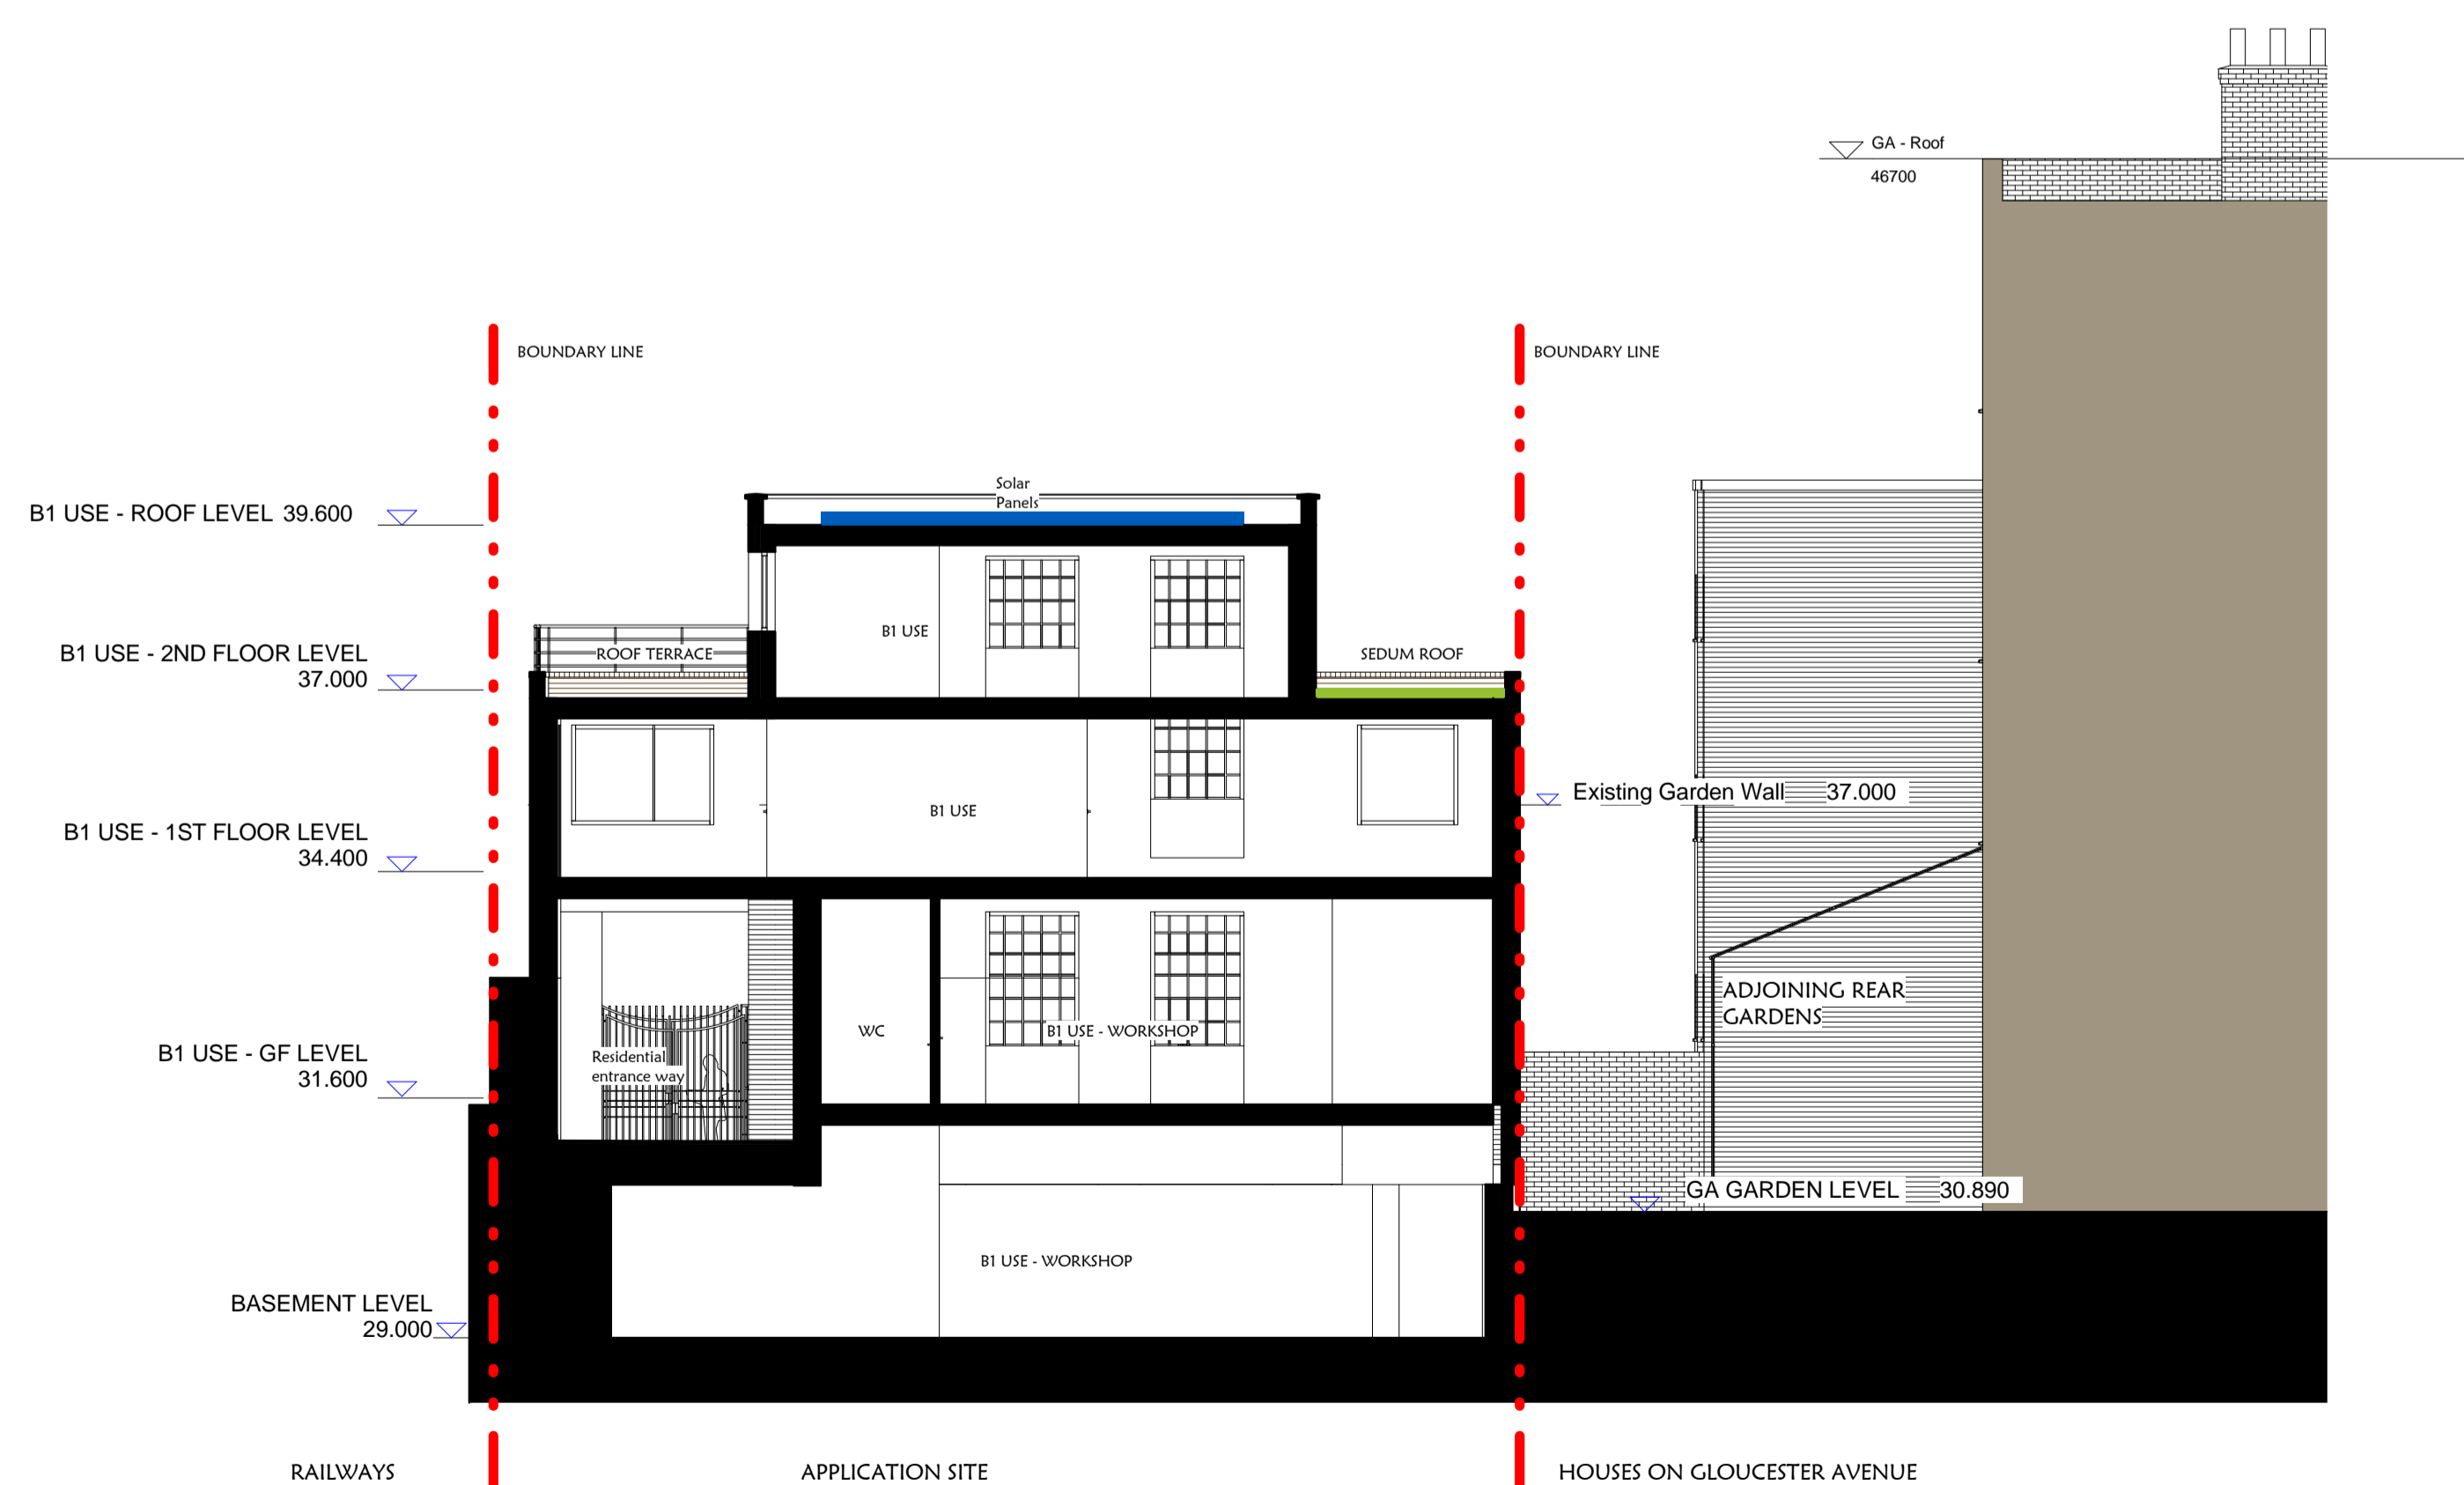 GA - Roof
46700
BOUNDARY LINE
BOUNDARY LINE
Solar
Panels
B1 USE - ROOF LEVEL 39.600
B1 USE
B1 USE - 2ND FLOOR LEVEL
37.000
ROOF TERRACE
SEDUM ROOF
Existing Garden Wall 37.000
B1 USE
B1 USE - 1ST FLOOR LEVEL
34.400
ADJOINING REAR
GARDENS
WC
B1 USE - WORKSHOP
Residential
entrance way
B1 USE - GF LEVEL
31.600
GA GARDEN LEVEL 30.890
B1 USE - WORKSHOP
BASEMENT LEVEL
29.000
RAILWAYS
APPLICATION SITE
HOUSES ON GLOUCESTER AVENUE